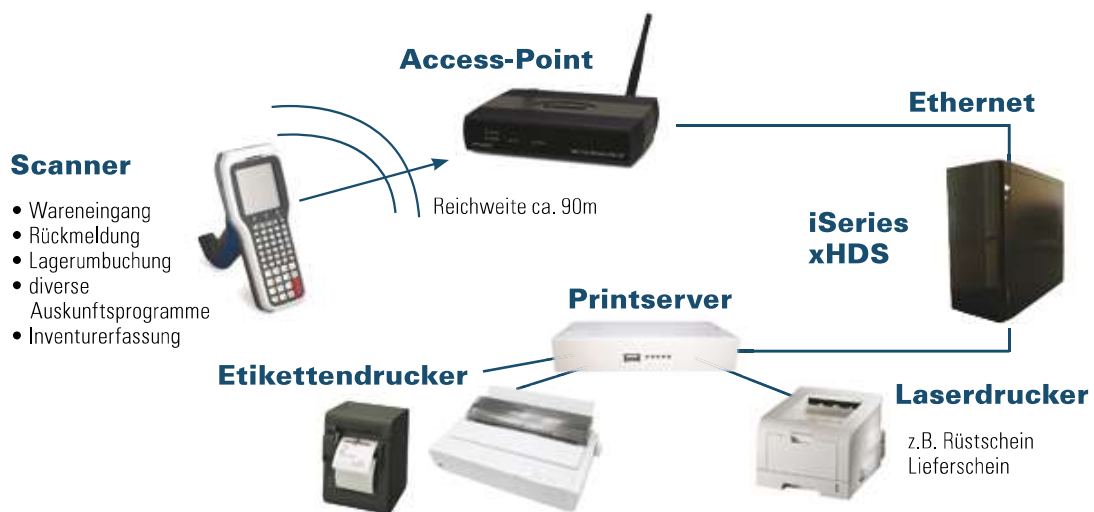 Access-Point
Ethernet
Scanner
• Wareneingang
• Rückmeldung
• Lagerumbuchung
• diverse
Auskunftsprogramme
• Inventurerfassung
Reichweite ca. 90m
iSeries
xHDS
Printserver
Etikettendrucker
Laserdrucker
z.B. Rüstschein
Lieferschein